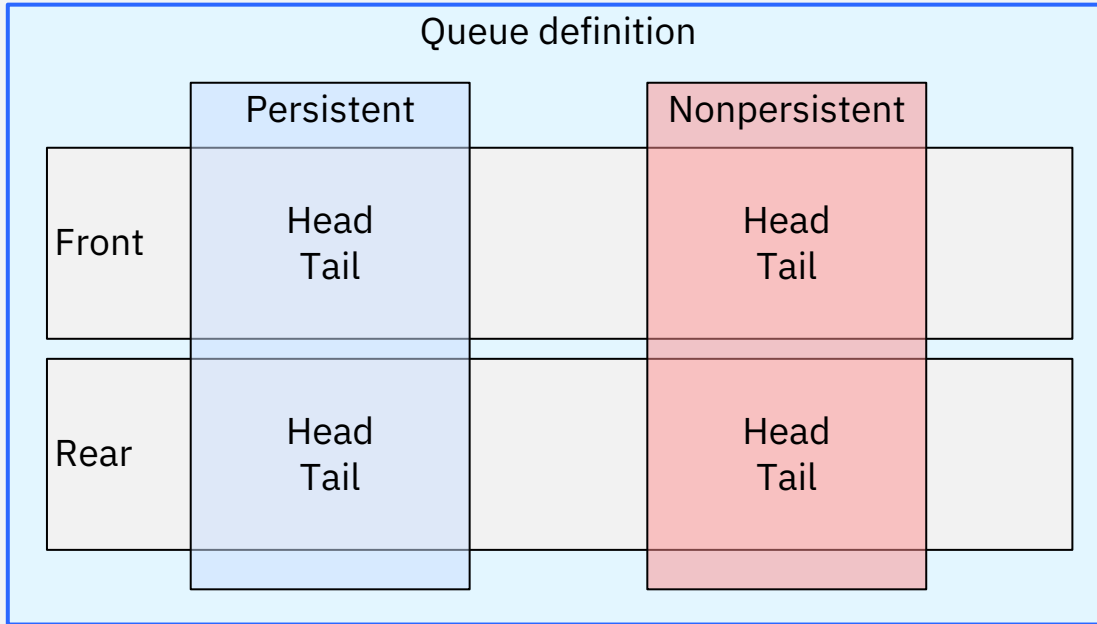 Queue definition
Persistent
Nonpersistent
Front
Head
Tail
Head
Tail
Rear
Head
Tail
Head
Tail